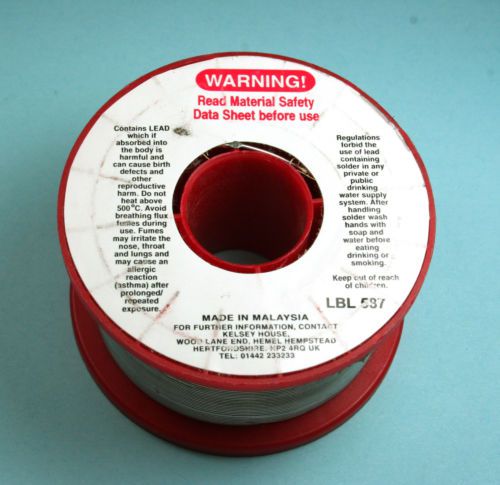 WARNING!
Read Material Safety
Data Sheet before use
Contains LEAD
which if
absorbed into
the body is
harmful and
can cause birth
defects and
other
reproductive
harm. Do not
heat above
500°C. Avoid
breathing flux
fumes during
use. Fumes
may irritate the
nose, throat
and lungs and
may cause an
allergic
reaction
(asthma) after
prolonged/
repeated
exposure.
Regulations
forbid the
use of lead
containing
solder in any
private or
public
drinking
water supply
system. After
handling
solder wash
hands with
soap and
water before
eating
drinking or
smoking.
Keep out of reach
of children.
LBL 587
MADE IN MALAYSIA
FOR FURTHER INFORMATION, CONTACT
KELSEY HOUSE,
WOOD LANE END, HEMEL HEMPSTEAD
HERTFORDSHIRE. HP2 4RQ UK
TEL: 01442 233233